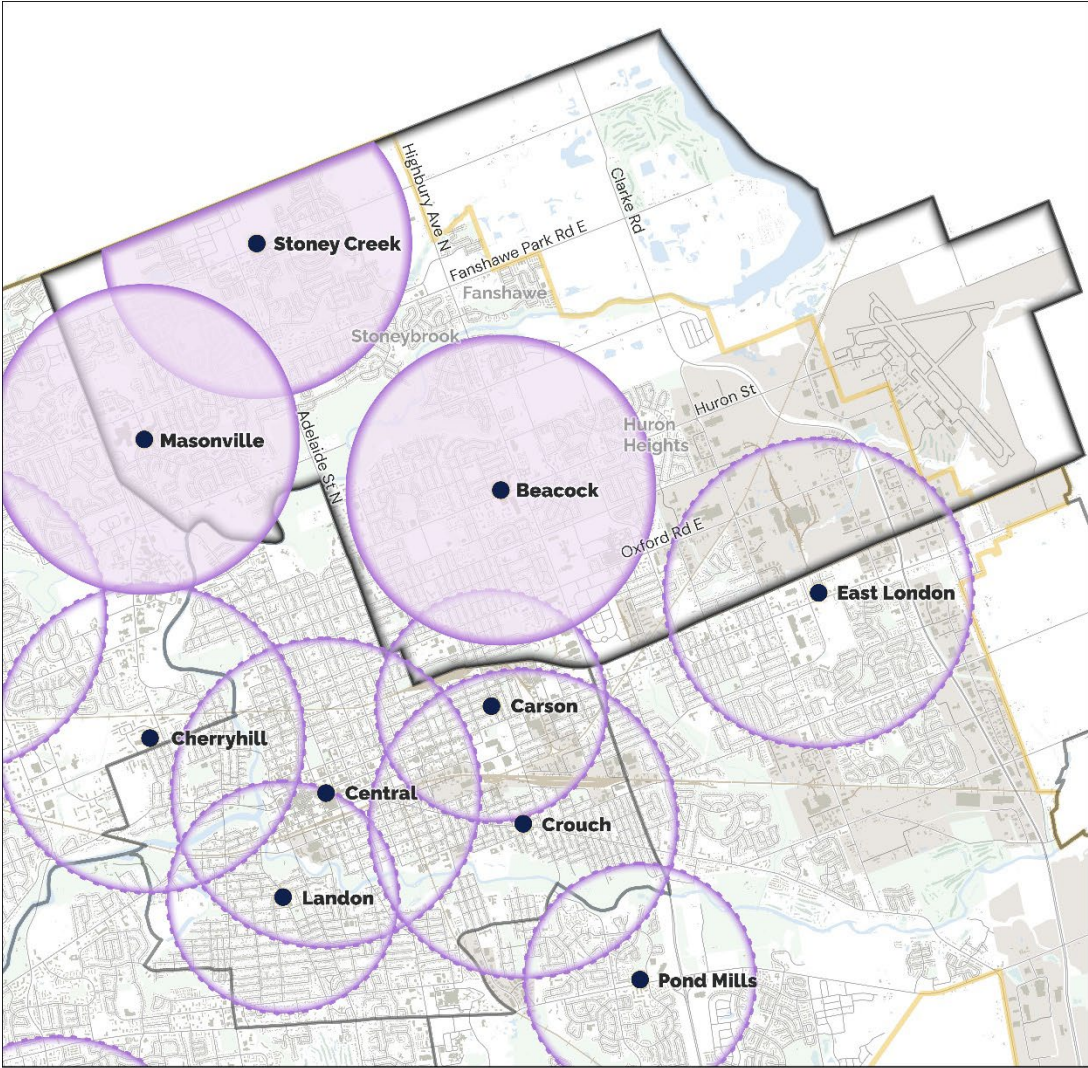 Highbury Ave N
Clarke Rd
Stoney Creek
Fanshawe Park Rd E
Fanshawe
Stoneybrook
Huron St
Adelaide St N
Huron
Heights
Masonville
Beacock
Oxford Rd E
East London
Carson
Cherryhill
Central
Crouch
Landon
Pond Mills